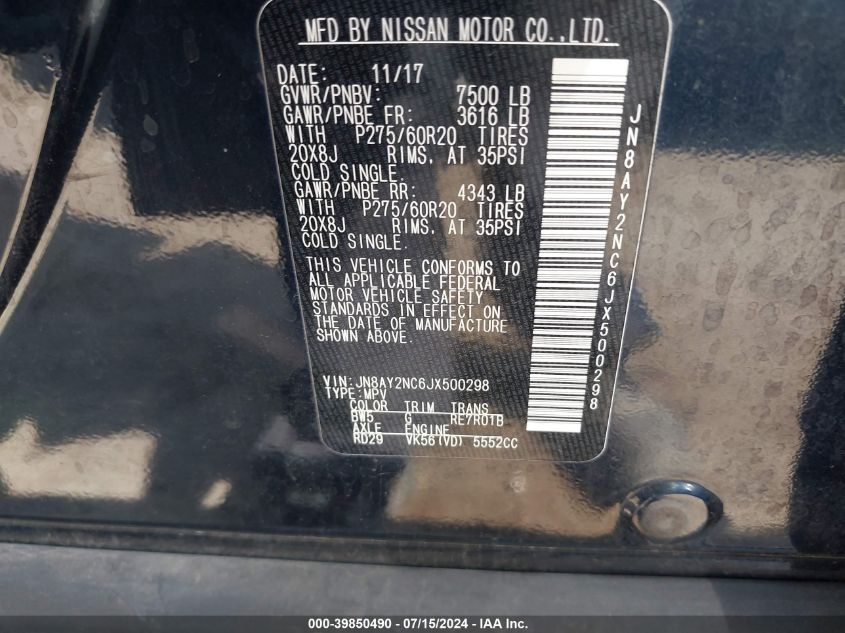 MFD BY NISSAN MOTOR CO.,LTD.
DATE: 11/17
GVWR/PNBV: 7500 LB
GAWR/PNBE FR: 3616 LB
WITH P275/60R20 TIRES
20X8J RIMS, AT 35PSI
COLD SINGLE.
GAWR/PNBE RR: 4343 LB
WITH P275/60R20 TIRES
20X8J RIMS, AT 35PSI
COLD SINGLE.
THIS VEHICLE CONFORMS TO
ALL APPLICABLE FEDERAL
MOTOR VEHICLE SAFETY
STANDARDS IN EFFECT ON
THE DATE OF MANUFACTURE
SHOWN ABOVE.
VIN: JN8AY2NC6JX500298
TYPE: MPV
COLOR TRIM TRANS
BW5 G RE7R01B
AXLE ENGINE
RD29 VK56(VD) 5552CC
JN8AY2NC6JX500298
000-39850490 - 07/15/2024 - IAA Inc.